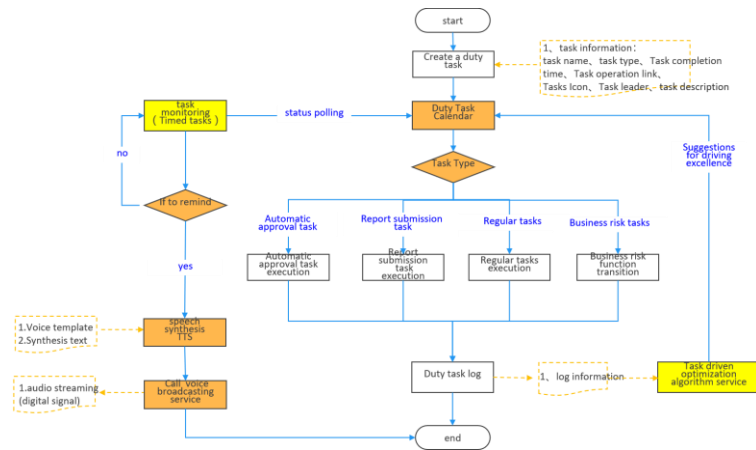 start
Create a duty
task
1、task information：
task name、task type、Task completion
time、Task operation link、
Tasks Icon、Task leader、task description
task
monitoring
( Timed tasks )
status polling
Duty Task
Calendar
no
Task Type
Suggestions
for driving
excellence
If to remind
Automatic
approval task
Report submission
task
Regular tasks
Business risk tasks
Automatic
approval task
execution
Report
submission
task execution
Regular tasks
execution
Business risk
function
transition
yes
1.Voice template
2.Synthesis text
speech
synthesis
TTS
1.audio streaming
(digital signal)
Call voice
broadcasting
service
Duty task log
1、log information
Task driven
optimization
algorithm service
end